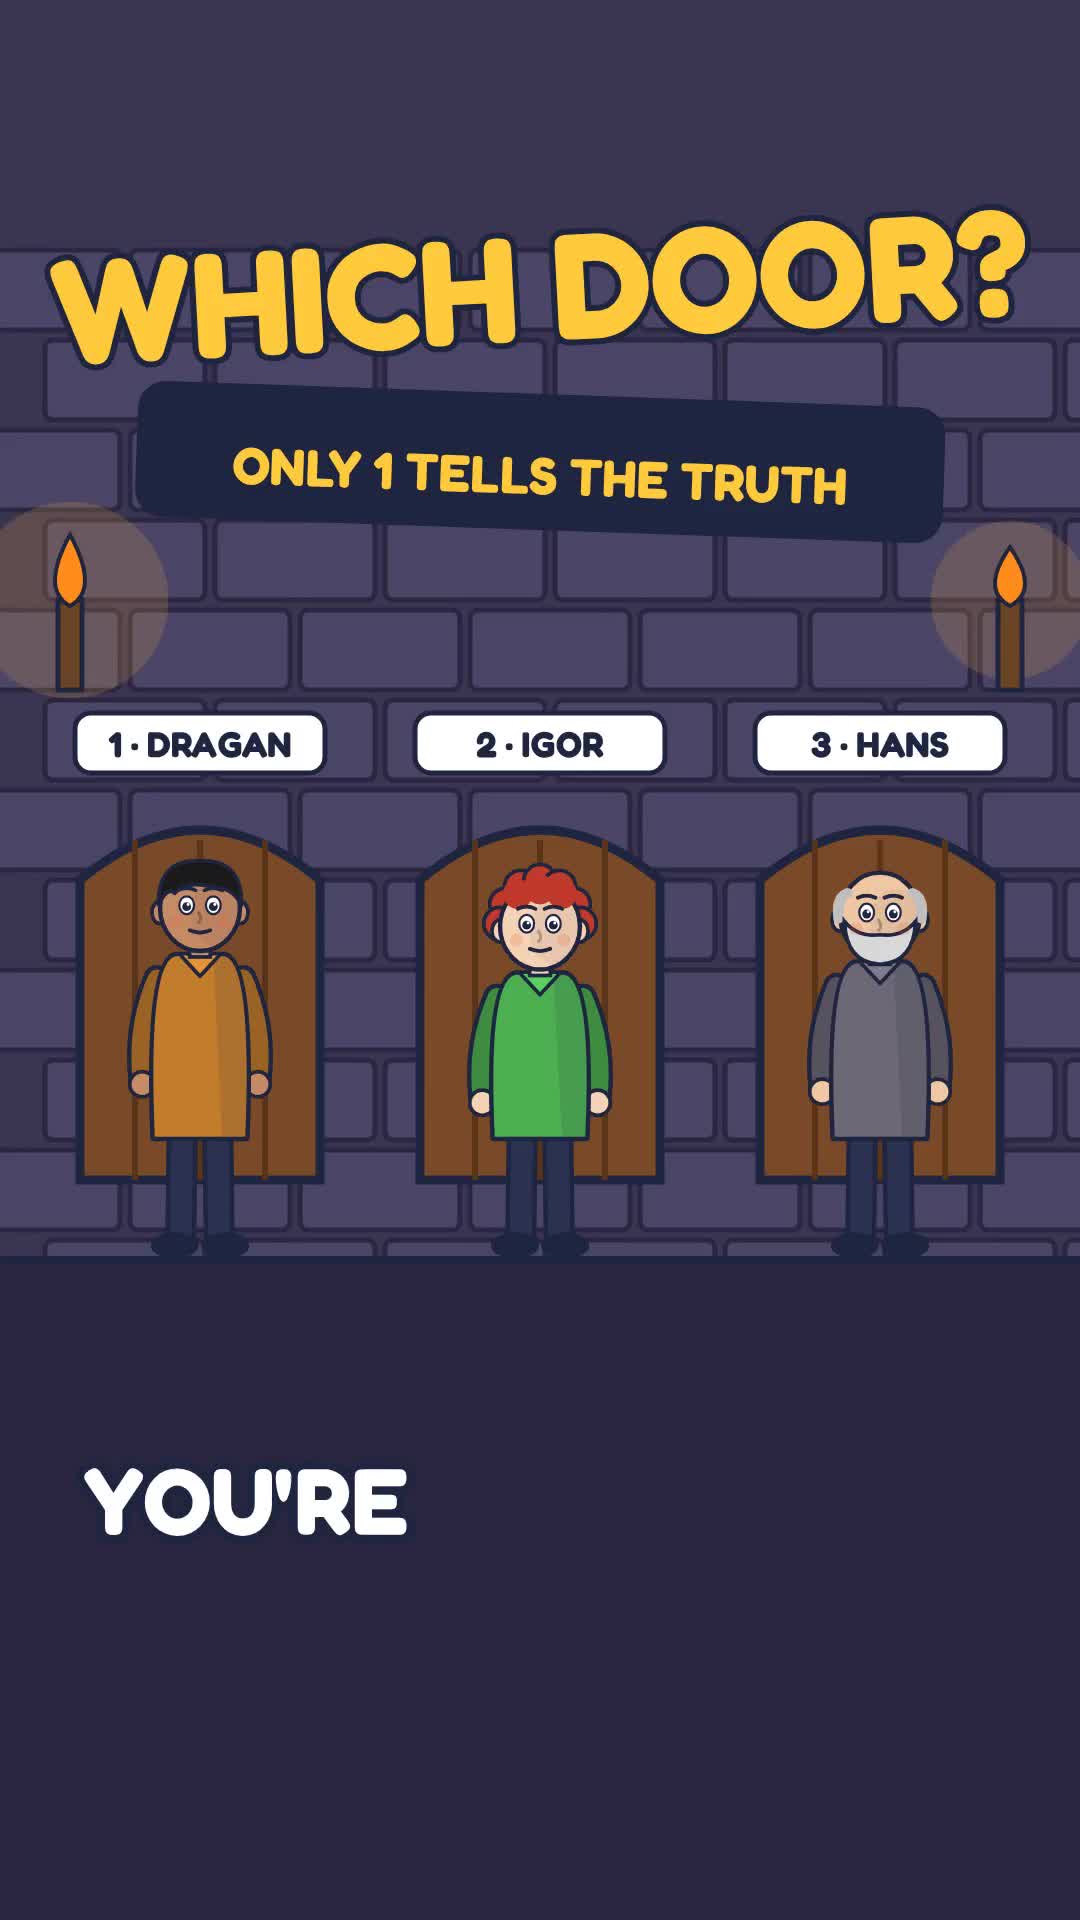 WHICH DOOR?
ONLY 1 TELLS THE TRUTH
1 · DRAGAN
2 · IGOR
3 · HANS
YOU'RE